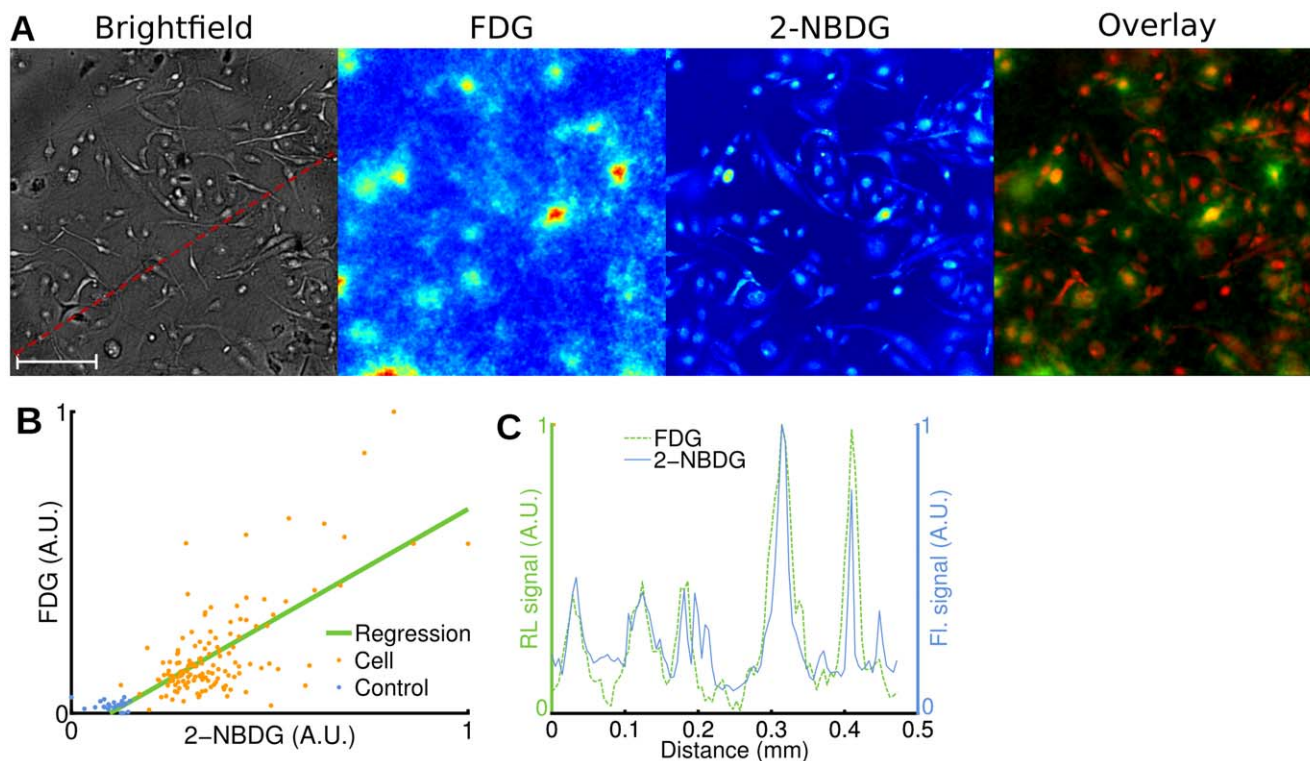 A
Brightfield
FDG
2-NBDG
Overlay
B
1
FDG (A.U.)
Regression
Cell
Control
0
0
2-NBDG (A.U.)
1
C
1
FDG
2-NBDG
1
RL signal (A.U.)
Fl. signal (A.U.)
0
0
0
0.1
0.2
0.3
0.4
0.5
Distance (mm)